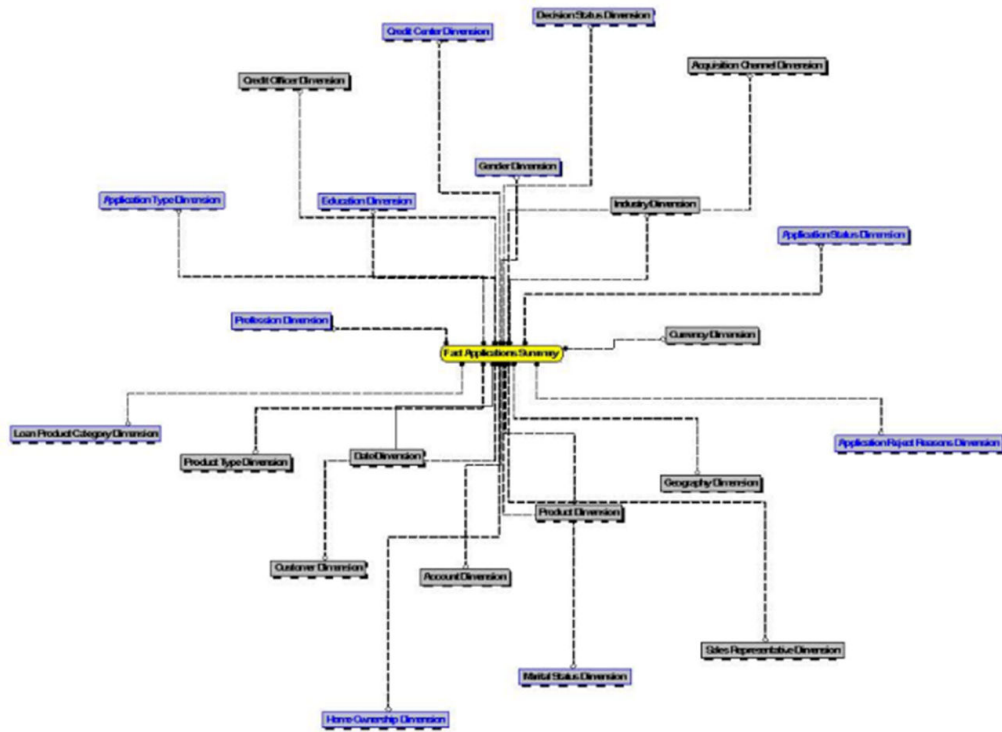 Decision Status Dimension
Credit Center Dimension
Acquisition Channel Dimension
Credit Officer Dimension
Gender Dimension
Application Type Dimension
Education Dimension
Industry Dimension
Application Status Dimension
Profession Dimension
Currency Dimension
Fact Applications Summary
Loan Product Category Dimension
Application Reject Reasons Dimension
Date Dimension
Product Type Dimension
Geography Dimension
Product Dimension
Customer Dimension
Account Dimension
Sales Representative Dimension
Marital Status Dimension
Home Ownership Dimension